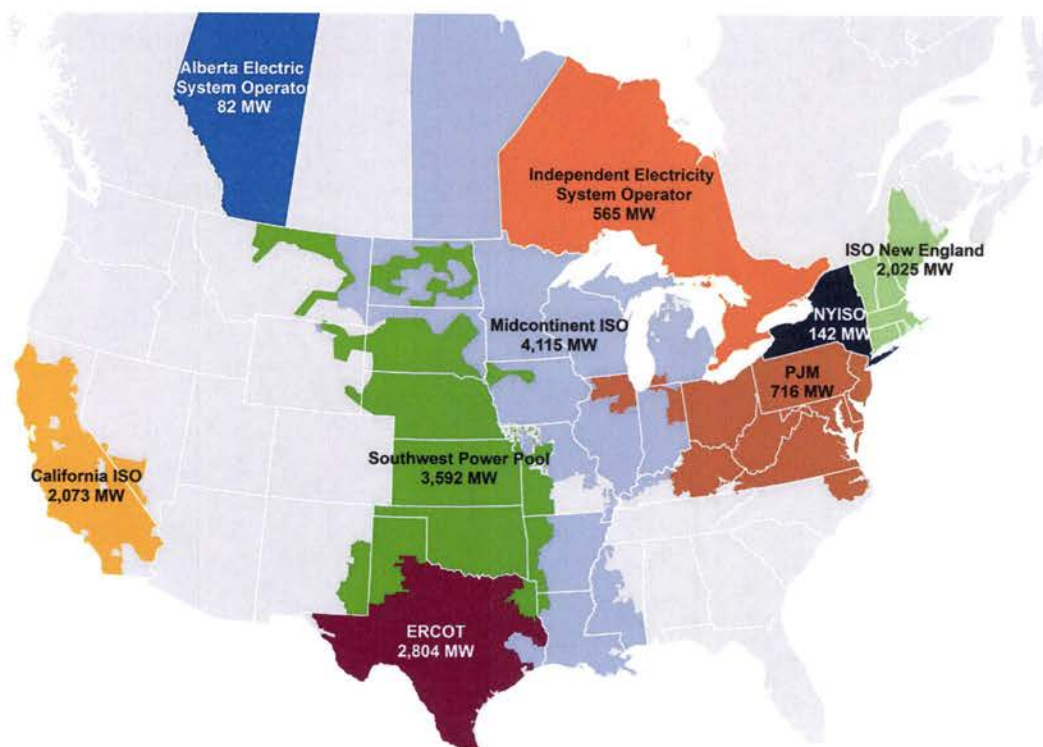 Alberta Electric
System Operato
82 MW
Independent Electricity
System Operator
565 MW
ISO New England
2,025 MW
NYISO
142 MW
Midcontinent ISO
4,115 MW
PJM
716 MW
California ISO
2,073 MW
Southwest Power Pool
3,592 MW
ERCOT
2,804 MW